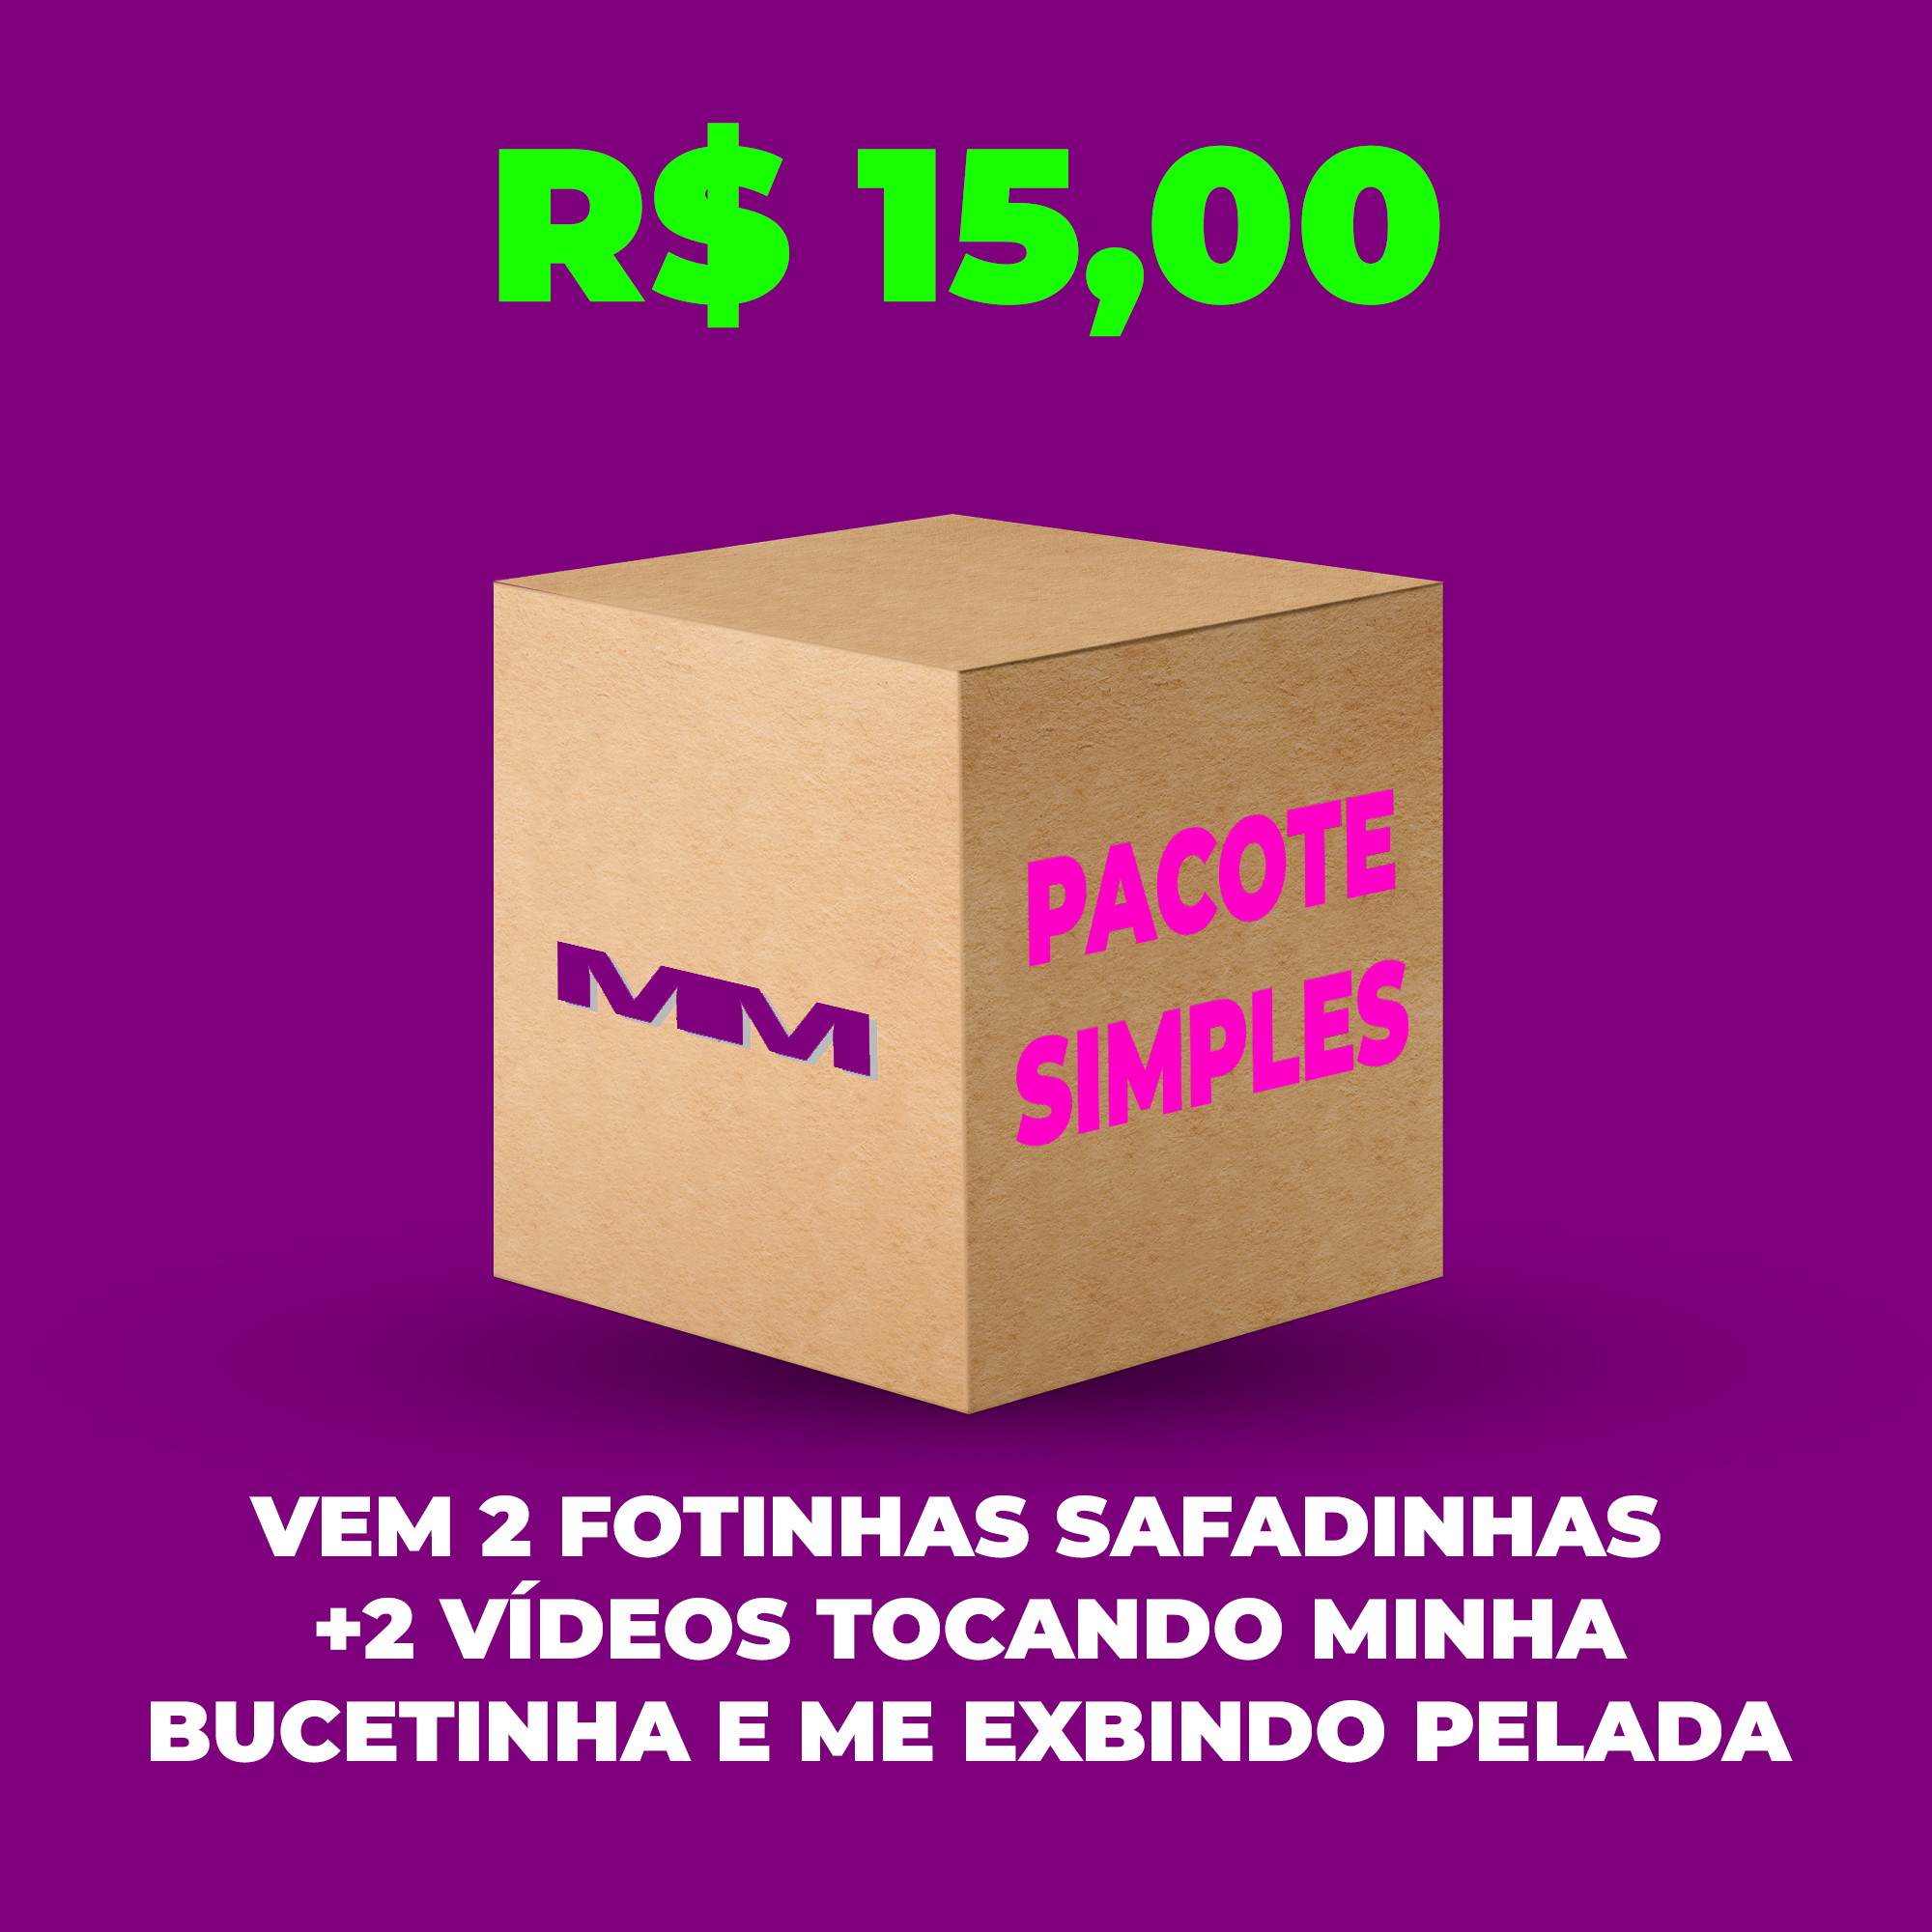 R$ 15,00
MM
PACOTE
SIMPLES
VEM 2 FOTINHAS SAFADINHAS
+2 VÍDEOS TOCANDO MINHA
BUCETINHA E ME EXBINDO PELADA